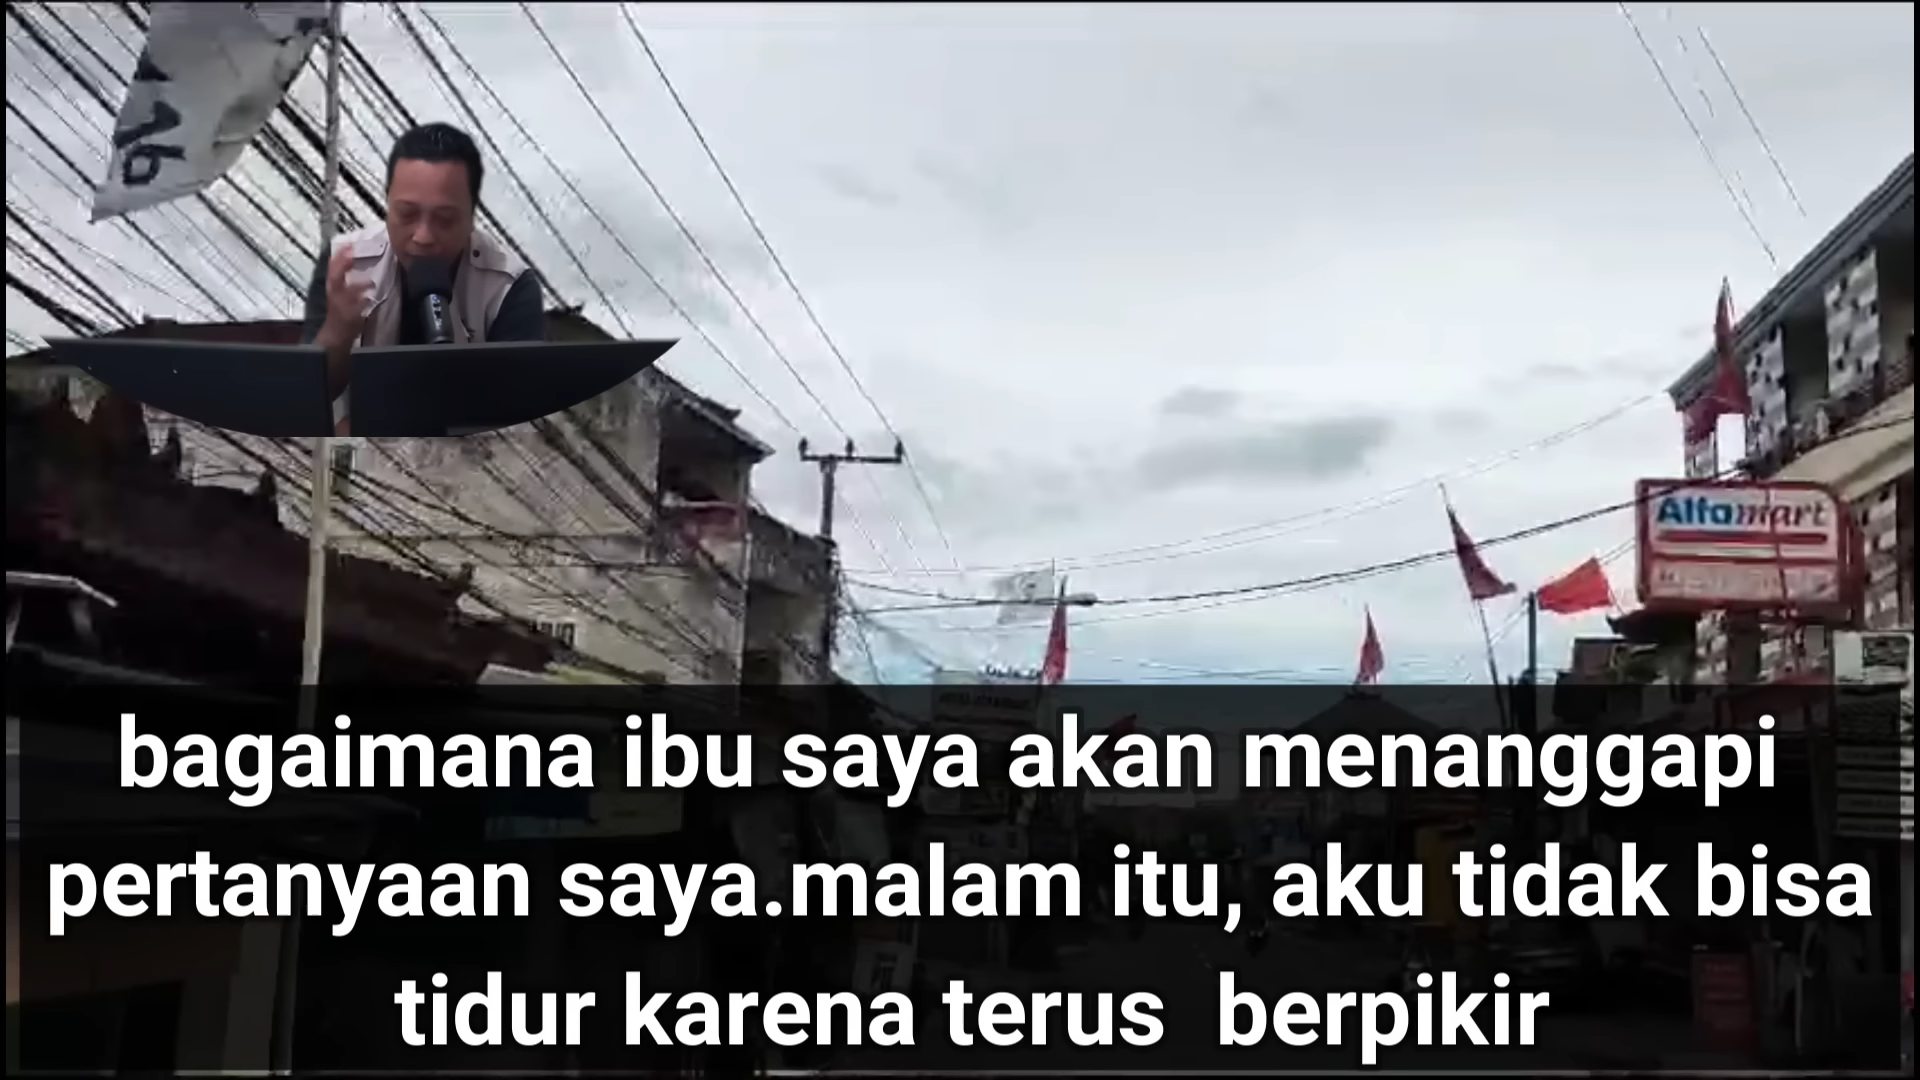 Alfamart
bagaimana ibu saya akan menanggapi
pertanyaan saya.malam itu, aku tidak bisa
tidur karena terus  berpikir